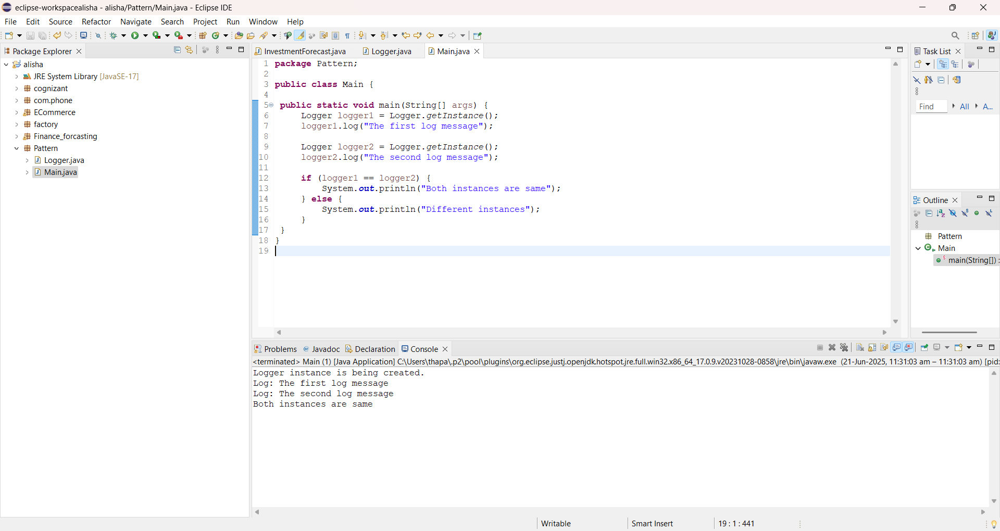 eclipse-workspacealisha - alisha/Pattern/Main.java - Eclipse IDE
File Edit Source Refactor Navigate Search Project Run Window Help
Package Explorer
alisha
JRE System Library [JavaSE-17]
cognizant
com.phone
ECommerce
factory
Finance_forcasting
Pattern
Logger.java
Main.java
InvestmentForecast.java Logger.java Main.java
1 package Pattern;
2
3 public class Main {
4
5 public static void main(String[] args) {
6 Logger logger1 = Logger.getInstance();
7 logger1.log("The first log message");
8
9 Logger logger2 = Logger.getInstance();
10 logger2.log("The second log message");
11
12 if (logger1 == logger2) {
13 System.out.println("Both instances are same");
14 } else {
15 System.out.println("Different instances");
16 }
17 }
18 }
19
Task List
Find All A...
Outline
Pattern
Main
main(String[]) :
Problems Javadoc Declaration Console
<terminated> Main (1) [Java Application] C:\Users\thapa\.p2\pool\plugins\org.eclipse.justj.openjdk.hotspot.jre.full.win32.x86_64_17.0.9.v20231028-0858\jre\bin\javaw.exe (21-Jun-2025, 11:31:03 am – 11:31:03 am) [pid:
Logger instance is being created.
Log: The first log message
Log: The second log message
Both instances are same
Writable Smart Insert 19 : 1 : 441